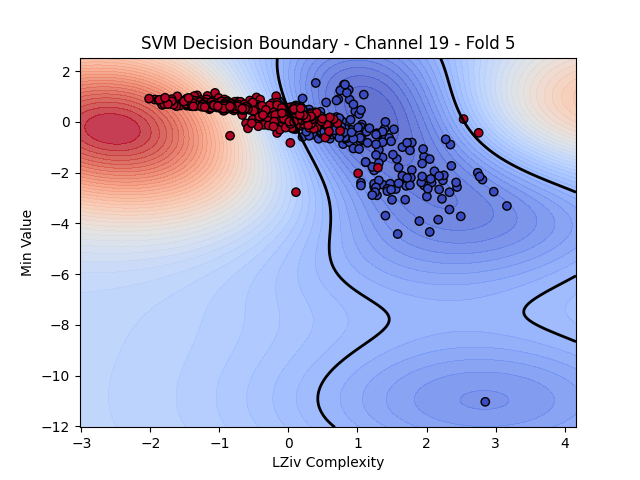 SVM Decision Boundary - Channel 19 - Fold 5
2
0
−2
−4
−6
−8
−10
−12
Min Value
−3 −2 −1 0 1 2 3 4
LZiv Complexity